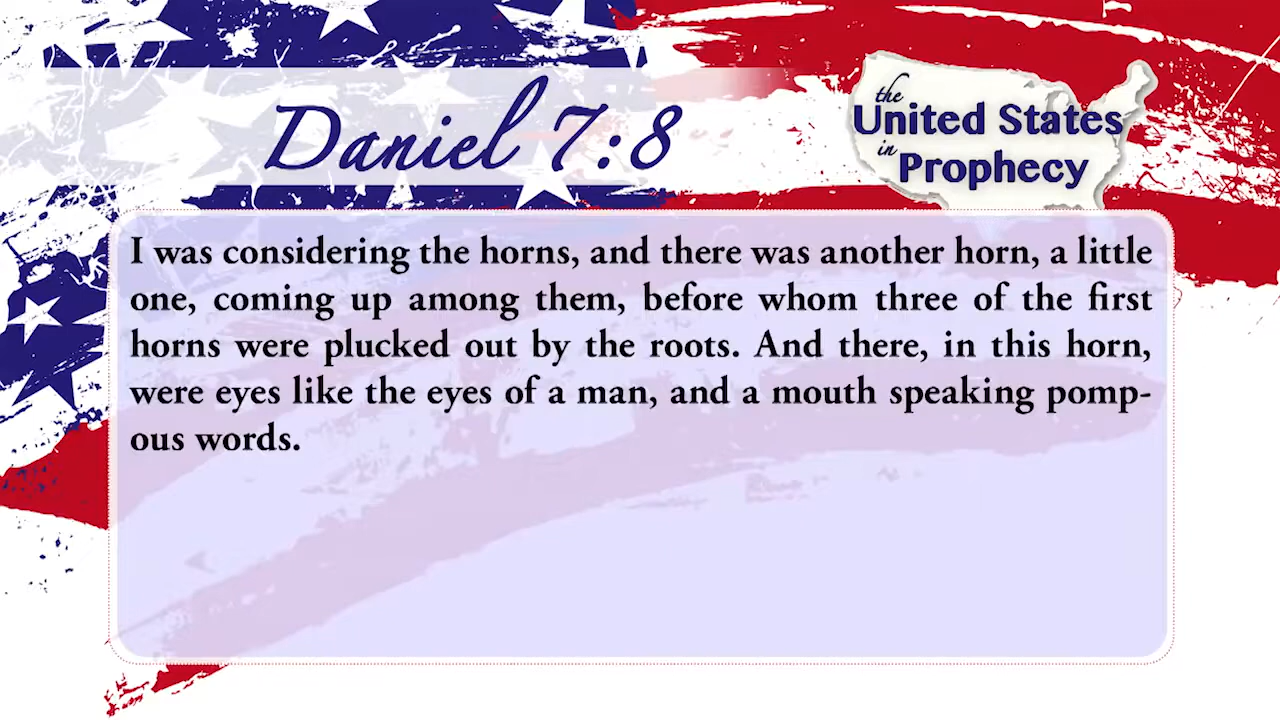 Daniel 7:8
the
United States
in
Prophecy
I was considering the horns, and there was another horn, a little
one, coming up among them, before whom three of the first
horns were plucked out by the roots. And there, in this horn,
were eyes like the eyes of a man, and a mouth speaking pomp-
ous words.